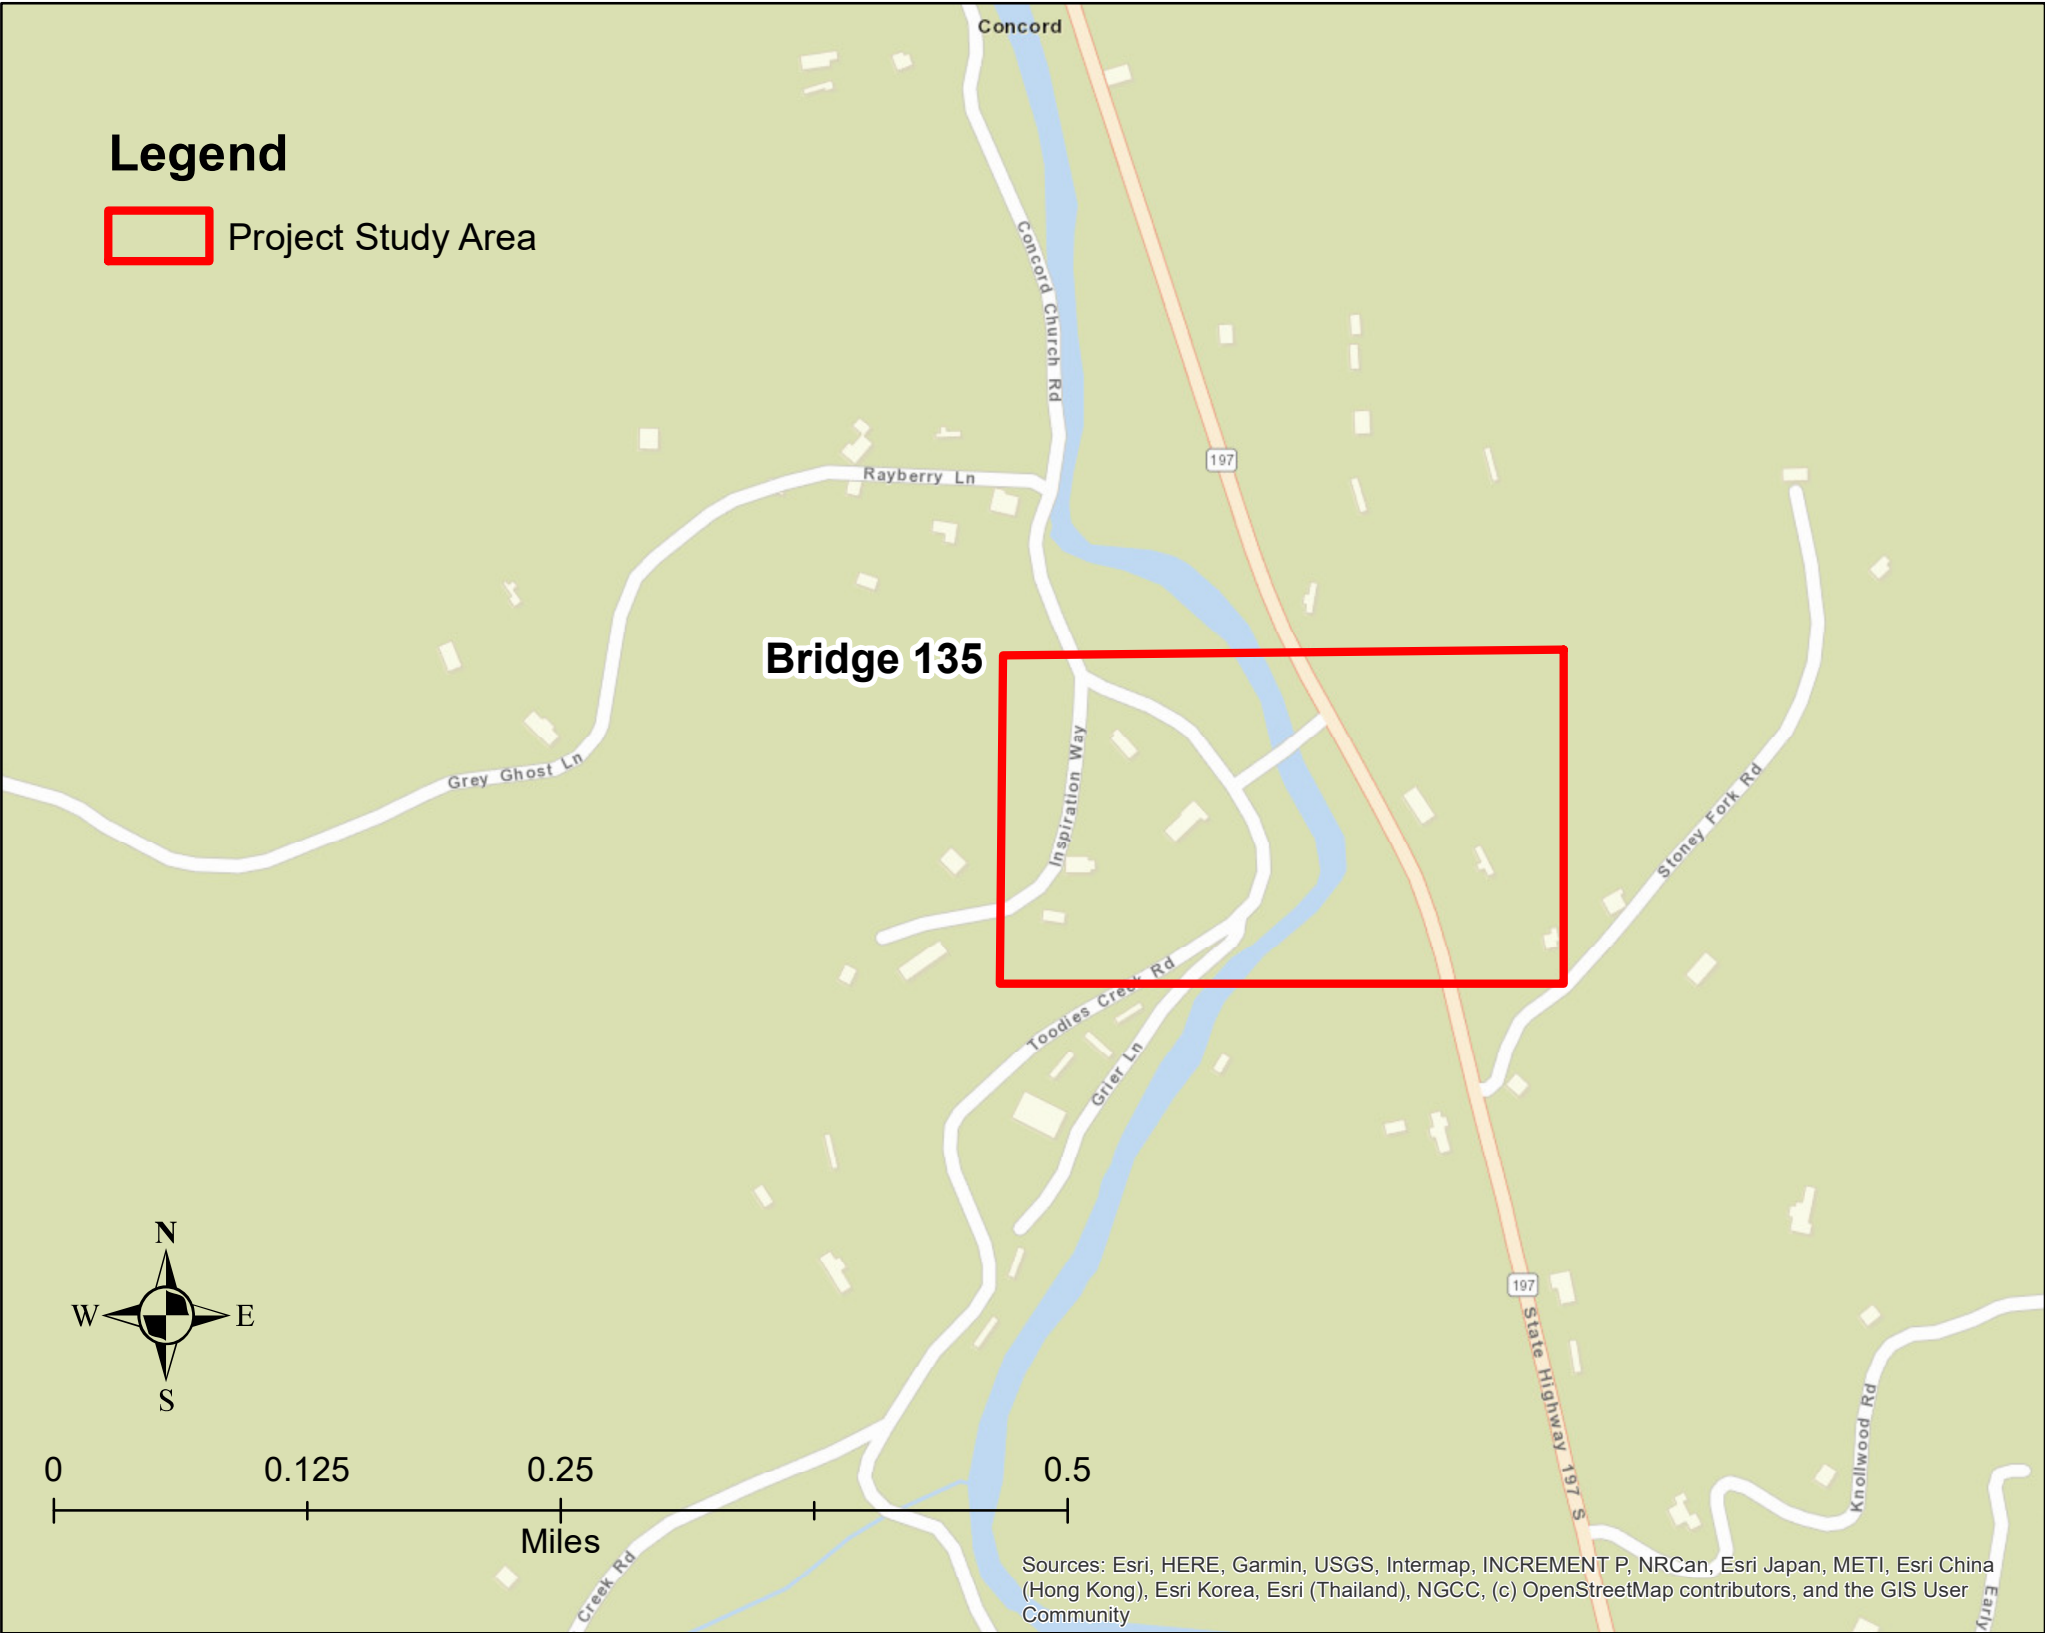 Concord
Legend
Project Study Area
Concord Church Rd
197
Rayberry Ln
Bridge 135
Grey Ghost Ln
Inspiration Way
Stoney Fork Rd
Toodies Creek Rd
Grier Ln
N
W
E
S
197
State Highway 197 S
Knollwood Rd
0
0.125
0.25
0.5
Miles
Creek Rd
Early
Sources: Esri, HERE, Garmin, USGS, Intermap, INCREMENT P, NRCan, Esri Japan, METI, Esri China
(Hong Kong), Esri Korea, Esri (Thailand), NGCC, (c) OpenStreetMap contributors, and the GIS User
Community